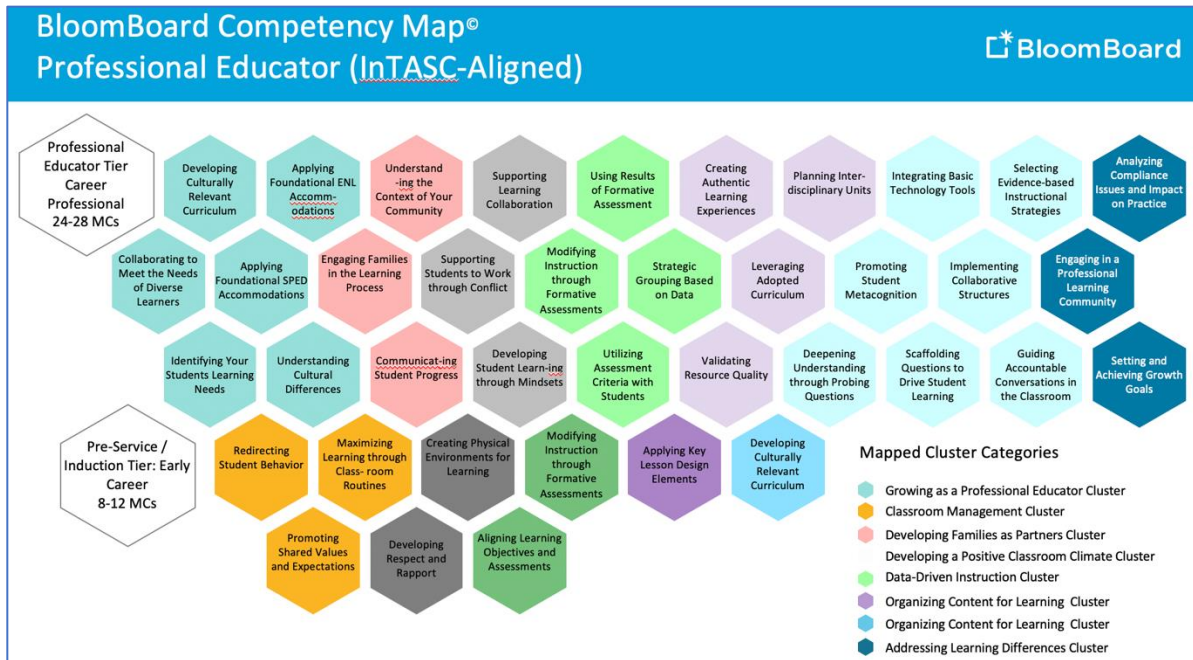 BloomBoard Competency Map©
Professional Educator (InTASC-Aligned)
BloomBoard
Professional
Educator Tier
Career
Professional
24-28 MCs
Developing
Culturally
Relevant
Curriculum
Applying
Foundational ENL
Accomm-
odations
Understand
-ing the
Context of Your
Community
Supporting
Learning
Collaboration
Using Results
of Formative
Assessment
Creating
Authentic
Learning
Experiences
Planning Inter-
disciplinary Units
Integrating Basic
Technology Tools
Selecting
Evidence-based
Instructional
Strategies
Analyzing
Compliance
Issues and Impact
on Practice
Collaborating to
Meet the Needs
of Diverse
Learners
Applying
Foundational SPED
Accommodations
Engaging Families
in the Learning
Process
Supporting
Students to Work
through Conflict
Modifying
Instruction
through
Formative
Assessments
Strategic
Grouping Based
on Data
Leveraging
Adopted
Curriculum
Promoting
Student
Metacognition
Implementing
Collaborative
Structures
Engaging in a
Professional
Learning
Community
Identifying Your
Students Learning
Needs
Understanding
Cultural
Differences
Communicat-ing
Student Progress
Developing
Student Learn-ing
through Mindsets
Utilizing
Assessment
Criteria with
Students
Validating
Resource Quality
Deepening
Understanding
through Probing
Questions
Scaffolding
Questions to
Drive Student
Learning
Guiding
Accountable
Conversations in
the Classroom
Setting and
Achieving Growth
Goals
Pre-Service /
Induction Tier: Early
Career
8-12 MCs
Redirecting
Student Behavior
Maximizing
Learning through
Class- room
Routines
Creating Physical
Environments for
Learning
Modifying
Instruction
through
Formative
Assessments
Applying Key
Lesson Design
Elements
Developing
Culturally
Relevant
Curriculum
Promoting
Shared Values
and Expectations
Developing
Respect and
Rapport
Aligning Learning
Objectives and
Assessments
Mapped Cluster Categories
Growing as a Professional Educator Cluster
Classroom Management Cluster
Developing Families as Partners Cluster
Developing a Positive Classroom Climate Cluster
Data-Driven Instruction Cluster
Organizing Content for Learning Cluster
Organizing Content for Learning Cluster
Addressing Learning Differences Cluster